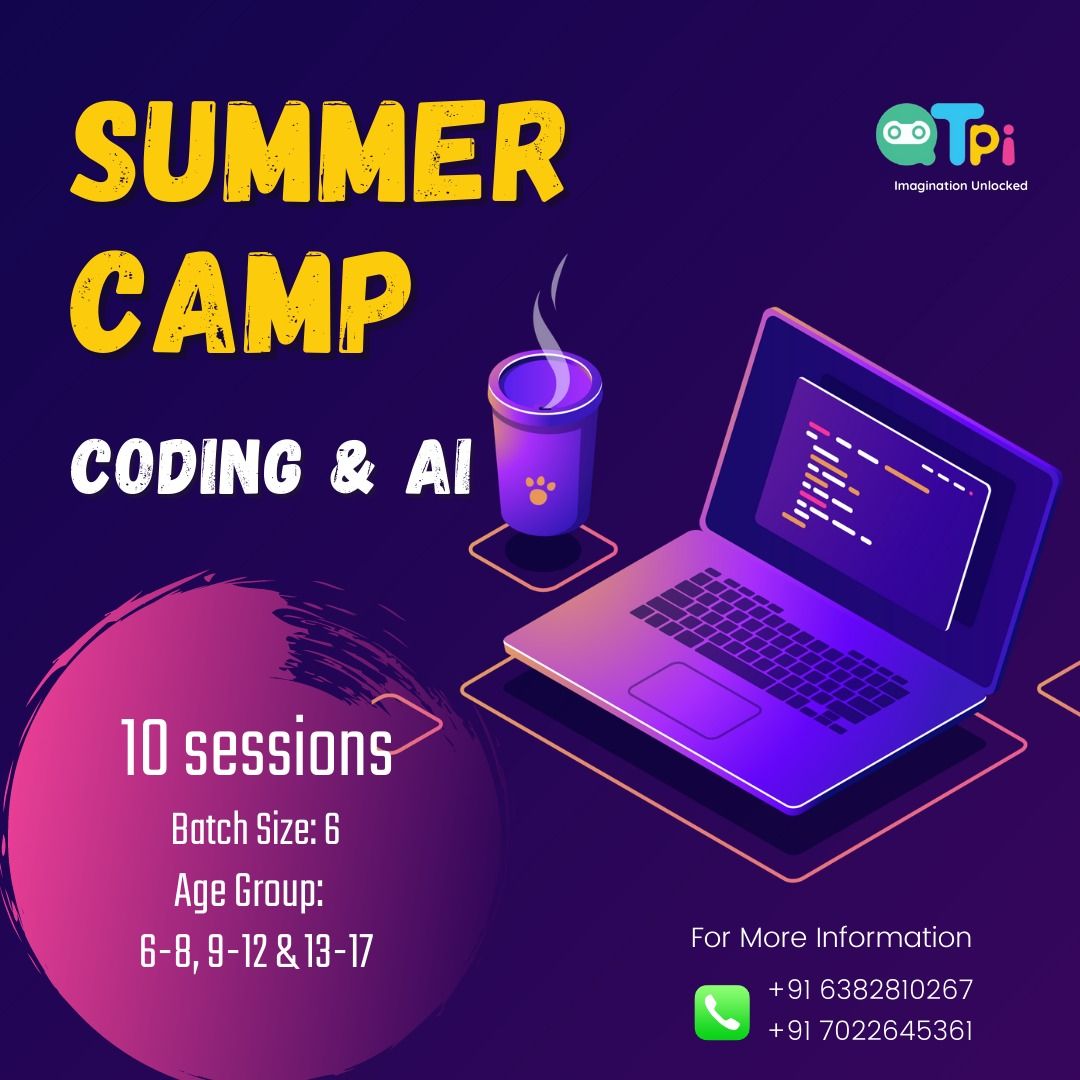 SUMMER
CAMP
CODING & AI
QTpi
Imagination Unlocked
10 sessions
Batch Size: 6
Age Group:
6-8, 9-12 & 13-17
For More Information
+91 6382810267
+91 7022645361